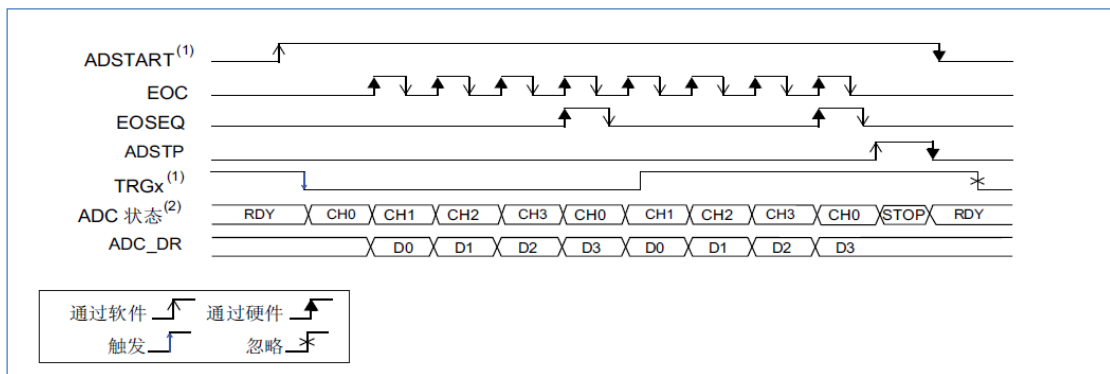 ADSTART(1)
EOC
EOSEQ
ADSTP
TRGx(1)
ADC 状态(2) RDY CH0 CH1 CH2 CH3 CH0 CH1 CH2 CH3 CH0 STOP RDY
ADC_DR D0 D1 D2 D3 D0 D1 D2 D3
通过软件 通过硬件
触发 忽略